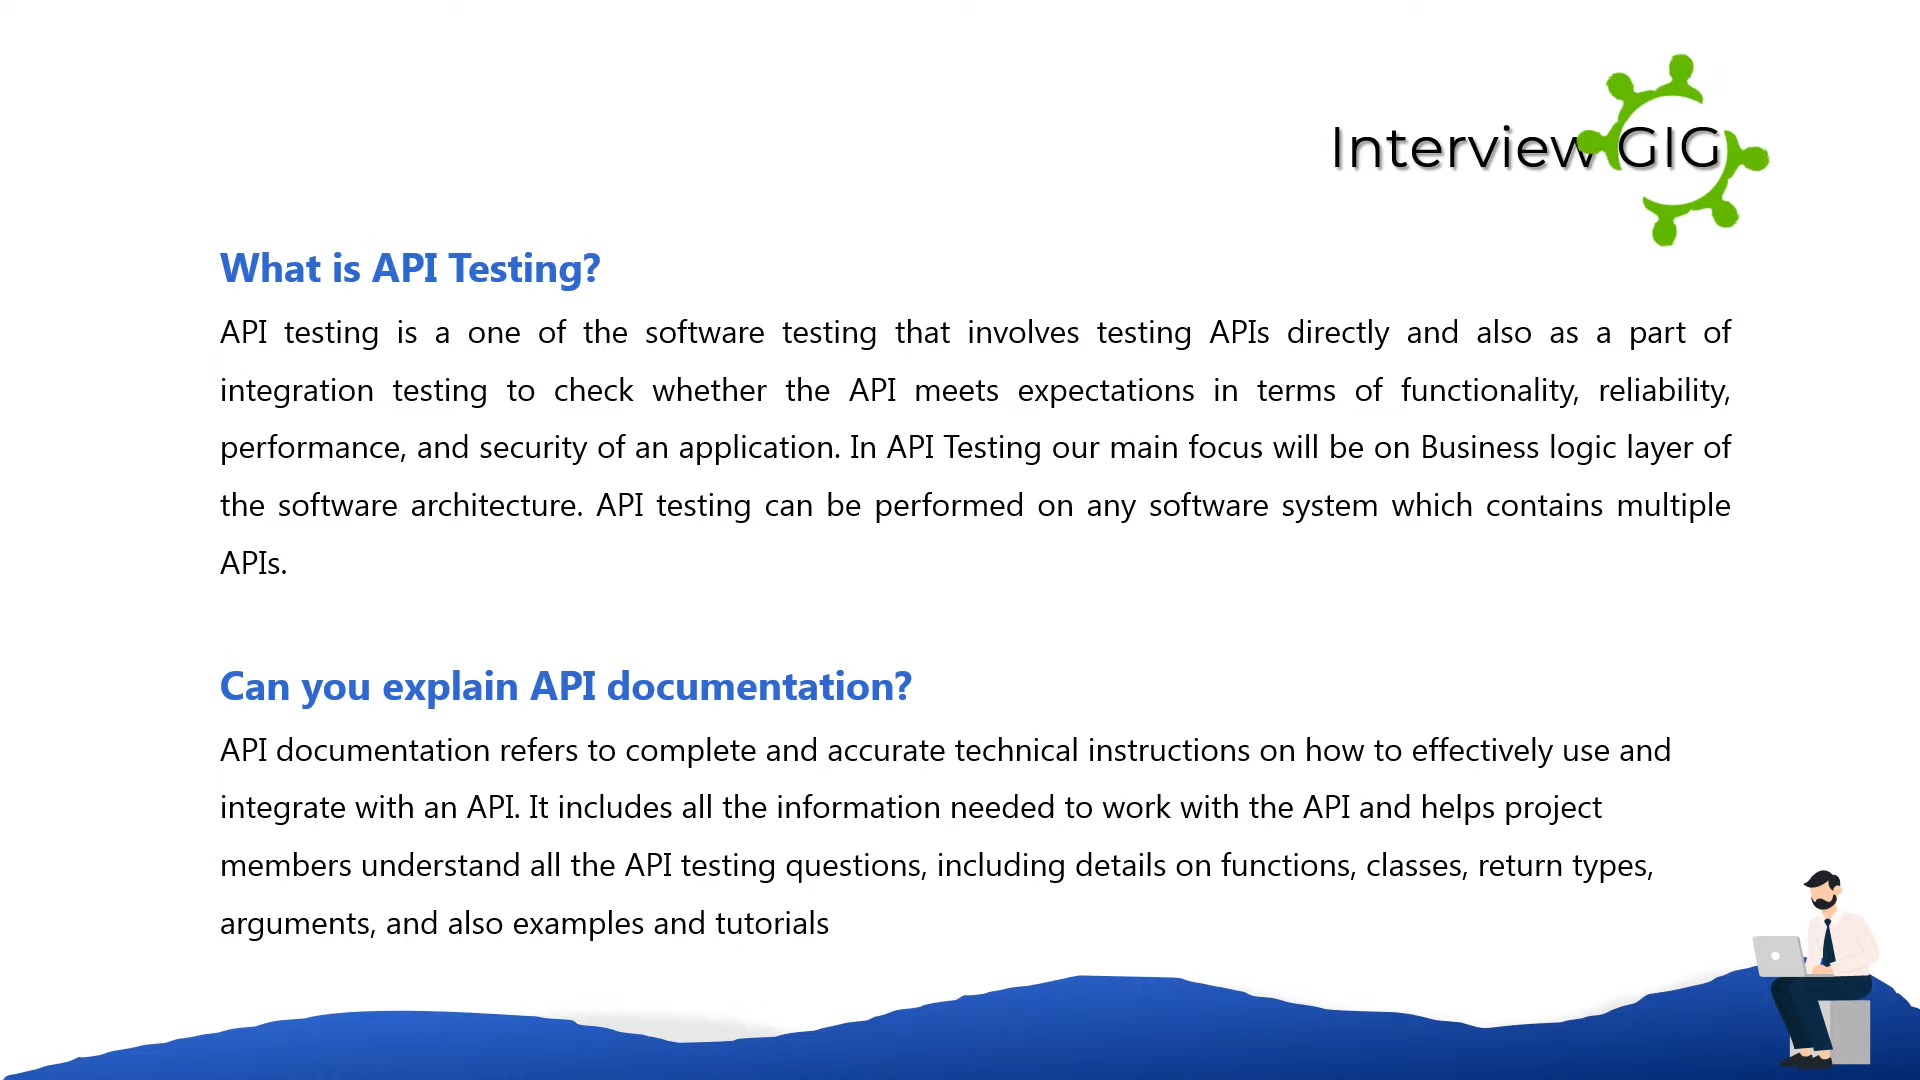 Interview GIG
What is API Testing?
API testing is a one of the software testing that involves testing APIs directly and also as a part of
integration testing to check whether the API meets expectations in terms of functionality, reliability,
performance, and security of an application. In API Testing our main focus will be on Business logic layer of
the software architecture. API testing can be performed on any software system which contains multiple
APIs.
Can you explain API documentation?
API documentation refers to complete and accurate technical instructions on how to effectively use and
integrate with an API. It includes all the information needed to work with the API and helps project
members understand all the API testing questions, including details on functions, classes, return types,
arguments, and also examples and tutorials